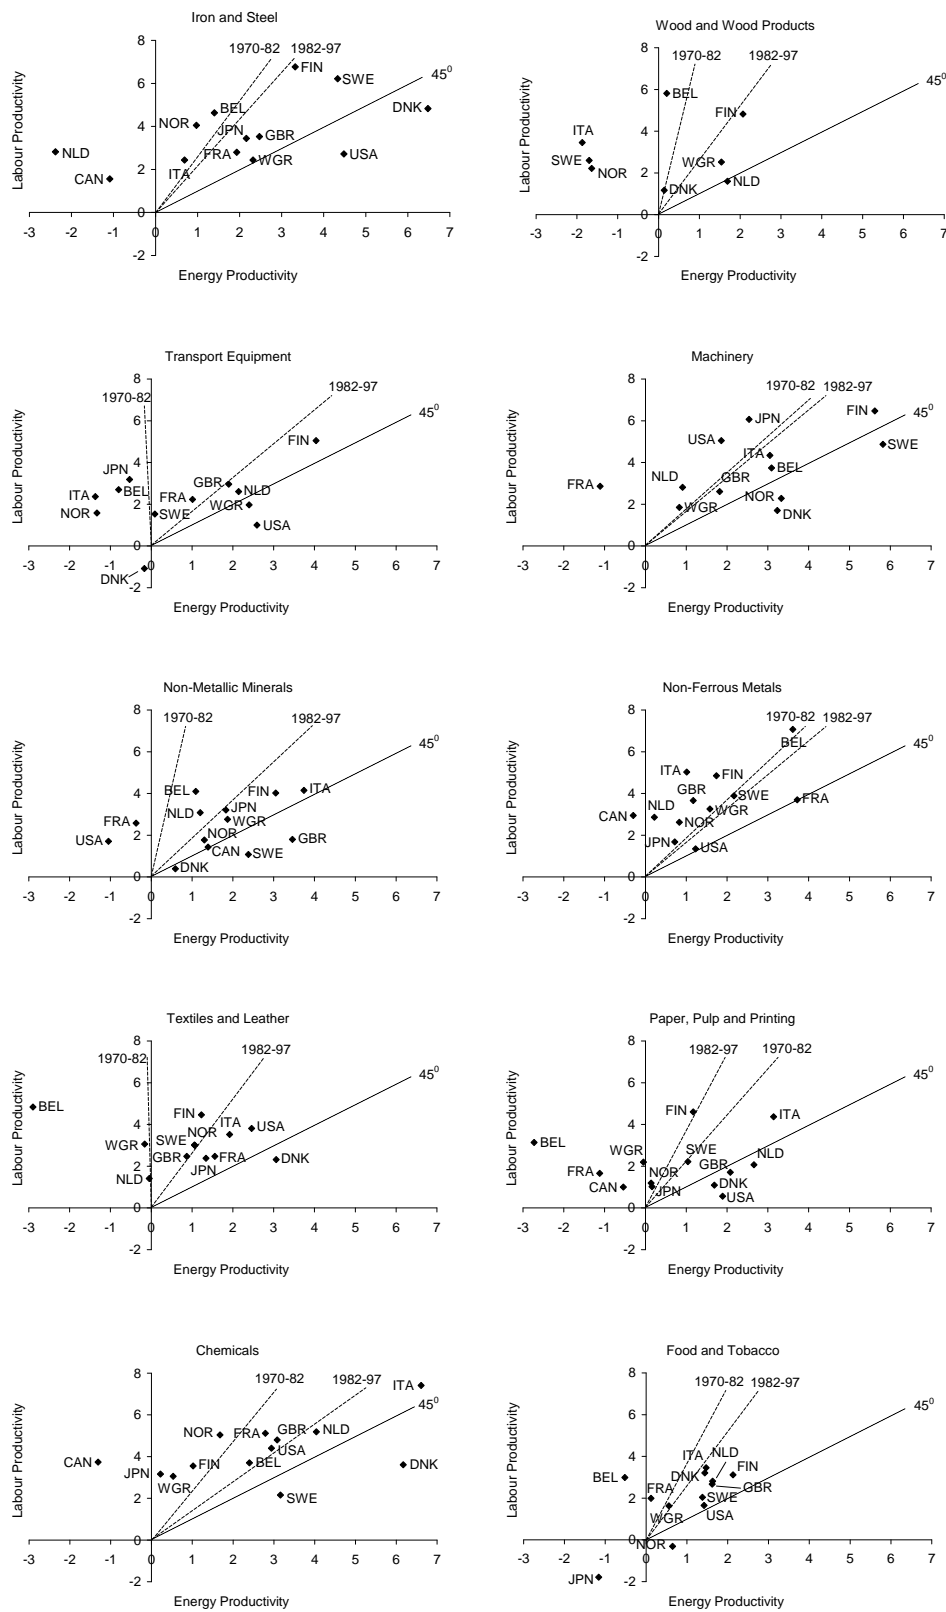 Iron and Steel
Labour Productivity
8
6
4
2
0
-2
1970-82
1982-97
45⁰
FIN
SWE
DNK
BEL
NOR
JPN
GBR
NLD
FRA
WGR
USA
ITA
CAN
-3 -2 -1 0 1 2 3 4 5 6 7
Energy Productivity
Wood and Wood Products
Labour Productivity
8
6
4
2
0
-2
1970-82
1982-97
45⁰
BEL
FIN
ITA
SWE
NOR
WGR
DNK
NLD
-3 -2 -1 0 1 2 3 4 5 6 7
Energy Productivity
Transport Equipment
Labour Productivity
8
6
4
2
0
-2
1970-82
1982-97
45⁰
FIN
JPN
BEL
ITA
NOR
GBR
NLD
FRA
WGR
SWE
USA
DNK
-3 -2 -1 0 1 2 3 4 5 6 7
Energy Productivity
Machinery
Labour Productivity
8
6
4
2
0
-2
1970-82
1982-97
45⁰
FIN
JPN
USA
SWE
ITA
BEL
FRA
NLD
GBR
NOR
WGR
DNK
-3 -2 -1 0 1 2 3 4 5 6 7
Energy Productivity
Non-Metallic Minerals
Labour Productivity
8
6
4
2
0
-2
1970-82
1982-97
45⁰
BEL
FIN
ITA
NLD
JPN
FRA
WGR
NOR
USA
CAN
SWE
GBR
DNK
-3 -2 -1 0 1 2 3 4 5 6 7
Energy Productivity
Non-Ferrous Metals
Labour Productivity
8
6
4
2
0
-2
1970-82
1982-97
45⁰
BEL
ITA
FIN
GBR
SWE
FRA
NLD
CAN
WGR
NOR
JPN
USA
-3 -2 -1 0 1 2 3 4 5 6 7
Energy Productivity
Textiles and Leather
Labour Productivity
8
6
4
2
0
-2
1970-82
1982-97
45⁰
BEL
FIN
ITA
USA
NOR
SWE
WGR
GBR
FRA
JPN
DNK
NLD
-3 -2 -1 0 1 2 3 4 5 6 7
Energy Productivity
Paper, Pulp and Printing
Labour Productivity
8
6
4
2
0
-2
1982-97
1970-82
45⁰
FIN
ITA
BEL
WGR
SWE
NLD
GBR
FRA
NOR
CAN
JPN
DNK
USA
-3 -2 -1 0 1 2 3 4 5 6 7
Energy Productivity
Chemicals
Labour Productivity
8
6
4
2
0
-2
1970-82
1982-97
ITA
45⁰
NOR
FRA
GBR
NLD
USA
CAN
BEL
FIN
JPN
WGR
DNK
SWE
-3 -2 -1 0 1 2 3 4 5 6 7
Energy Productivity
Food and Tobacco
Labour Productivity
8
6
4
2
0
-2
1970-82
1982-97
45⁰
ITA
NLD
FIN
DNK
BEL
GBR
FRA
SWE
WGR
USA
NOR
JPN
-3 -2 -1 0 1 2 3 4 5 6 7
Energy Productivity